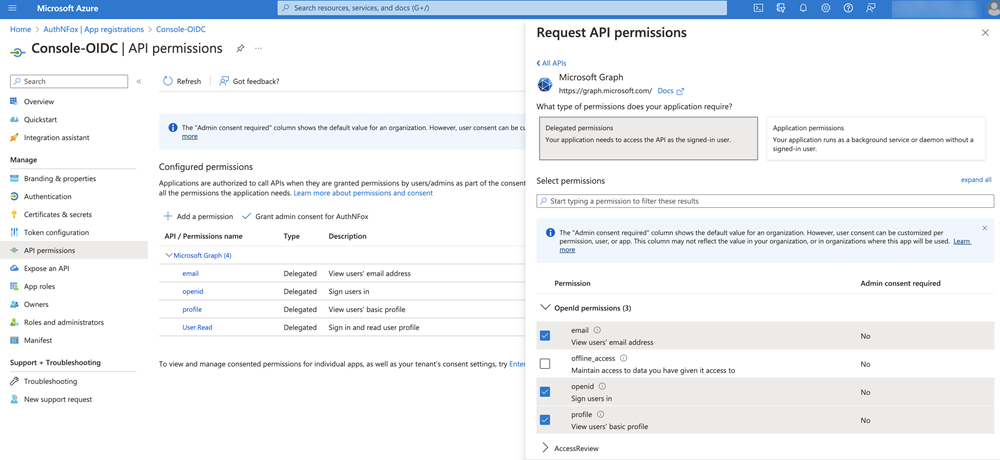 Microsoft Azure
Search resources, services, and docs (G+/)
Home > AuthNFox | App registrations > Console-OIDC
Console-OIDC | API permissions
Search
Refresh
Got feedback?
Overview
Quickstart
Integration assistant
Manage
Branding & properties
Authentication
Certificates & secrets
Token configuration
API permissions
Expose an API
App roles
Owners
Roles and administrators
Manifest
Support + Troubleshooting
Troubleshooting
New support request
The "Admin consent required" column shows the default value for an organization. However, user consent can be cu
more
Configured permissions
Applications are authorized to call APIs when they are granted permissions by users/admins as part of the consent
all the permissions the application needs. Learn more about permissions and consent
Add a permission
Grant admin consent for AuthNFox
API / Permissions name Type Description
Microsoft Graph (4)
email Delegated View users' email address
openid Delegated Sign users in
profile Delegated View users' basic profile
User.Read Delegated Sign in and read user profile
To view and manage consented permissions for individual apps, as well as your tenant's consent settings, try Enter
Request API permissions
All APIs
Microsoft Graph
https://graph.microsoft.com/ Docs
What type of permissions does your application require?
Delegated permissions
Your application needs to access the API as the signed-in user.
Application permissions
Your application runs as a background service or daemon without a
signed-in user.
Select permissions
expand all
Start typing a permission to filter these results
The "Admin consent required" column shows the default value for an organization. However, user consent can be customized per
permission, user, or app. This column may not reflect the value in your organization, or in organizations where this app will be used. Learn
more
Permission Admin consent required
OpenId permissions (3)
email
View users' email address
No
offline_access
Maintain access to data you have given it access to
No
openid
Sign users in
No
profile
View users' basic profile
No
AccessReview